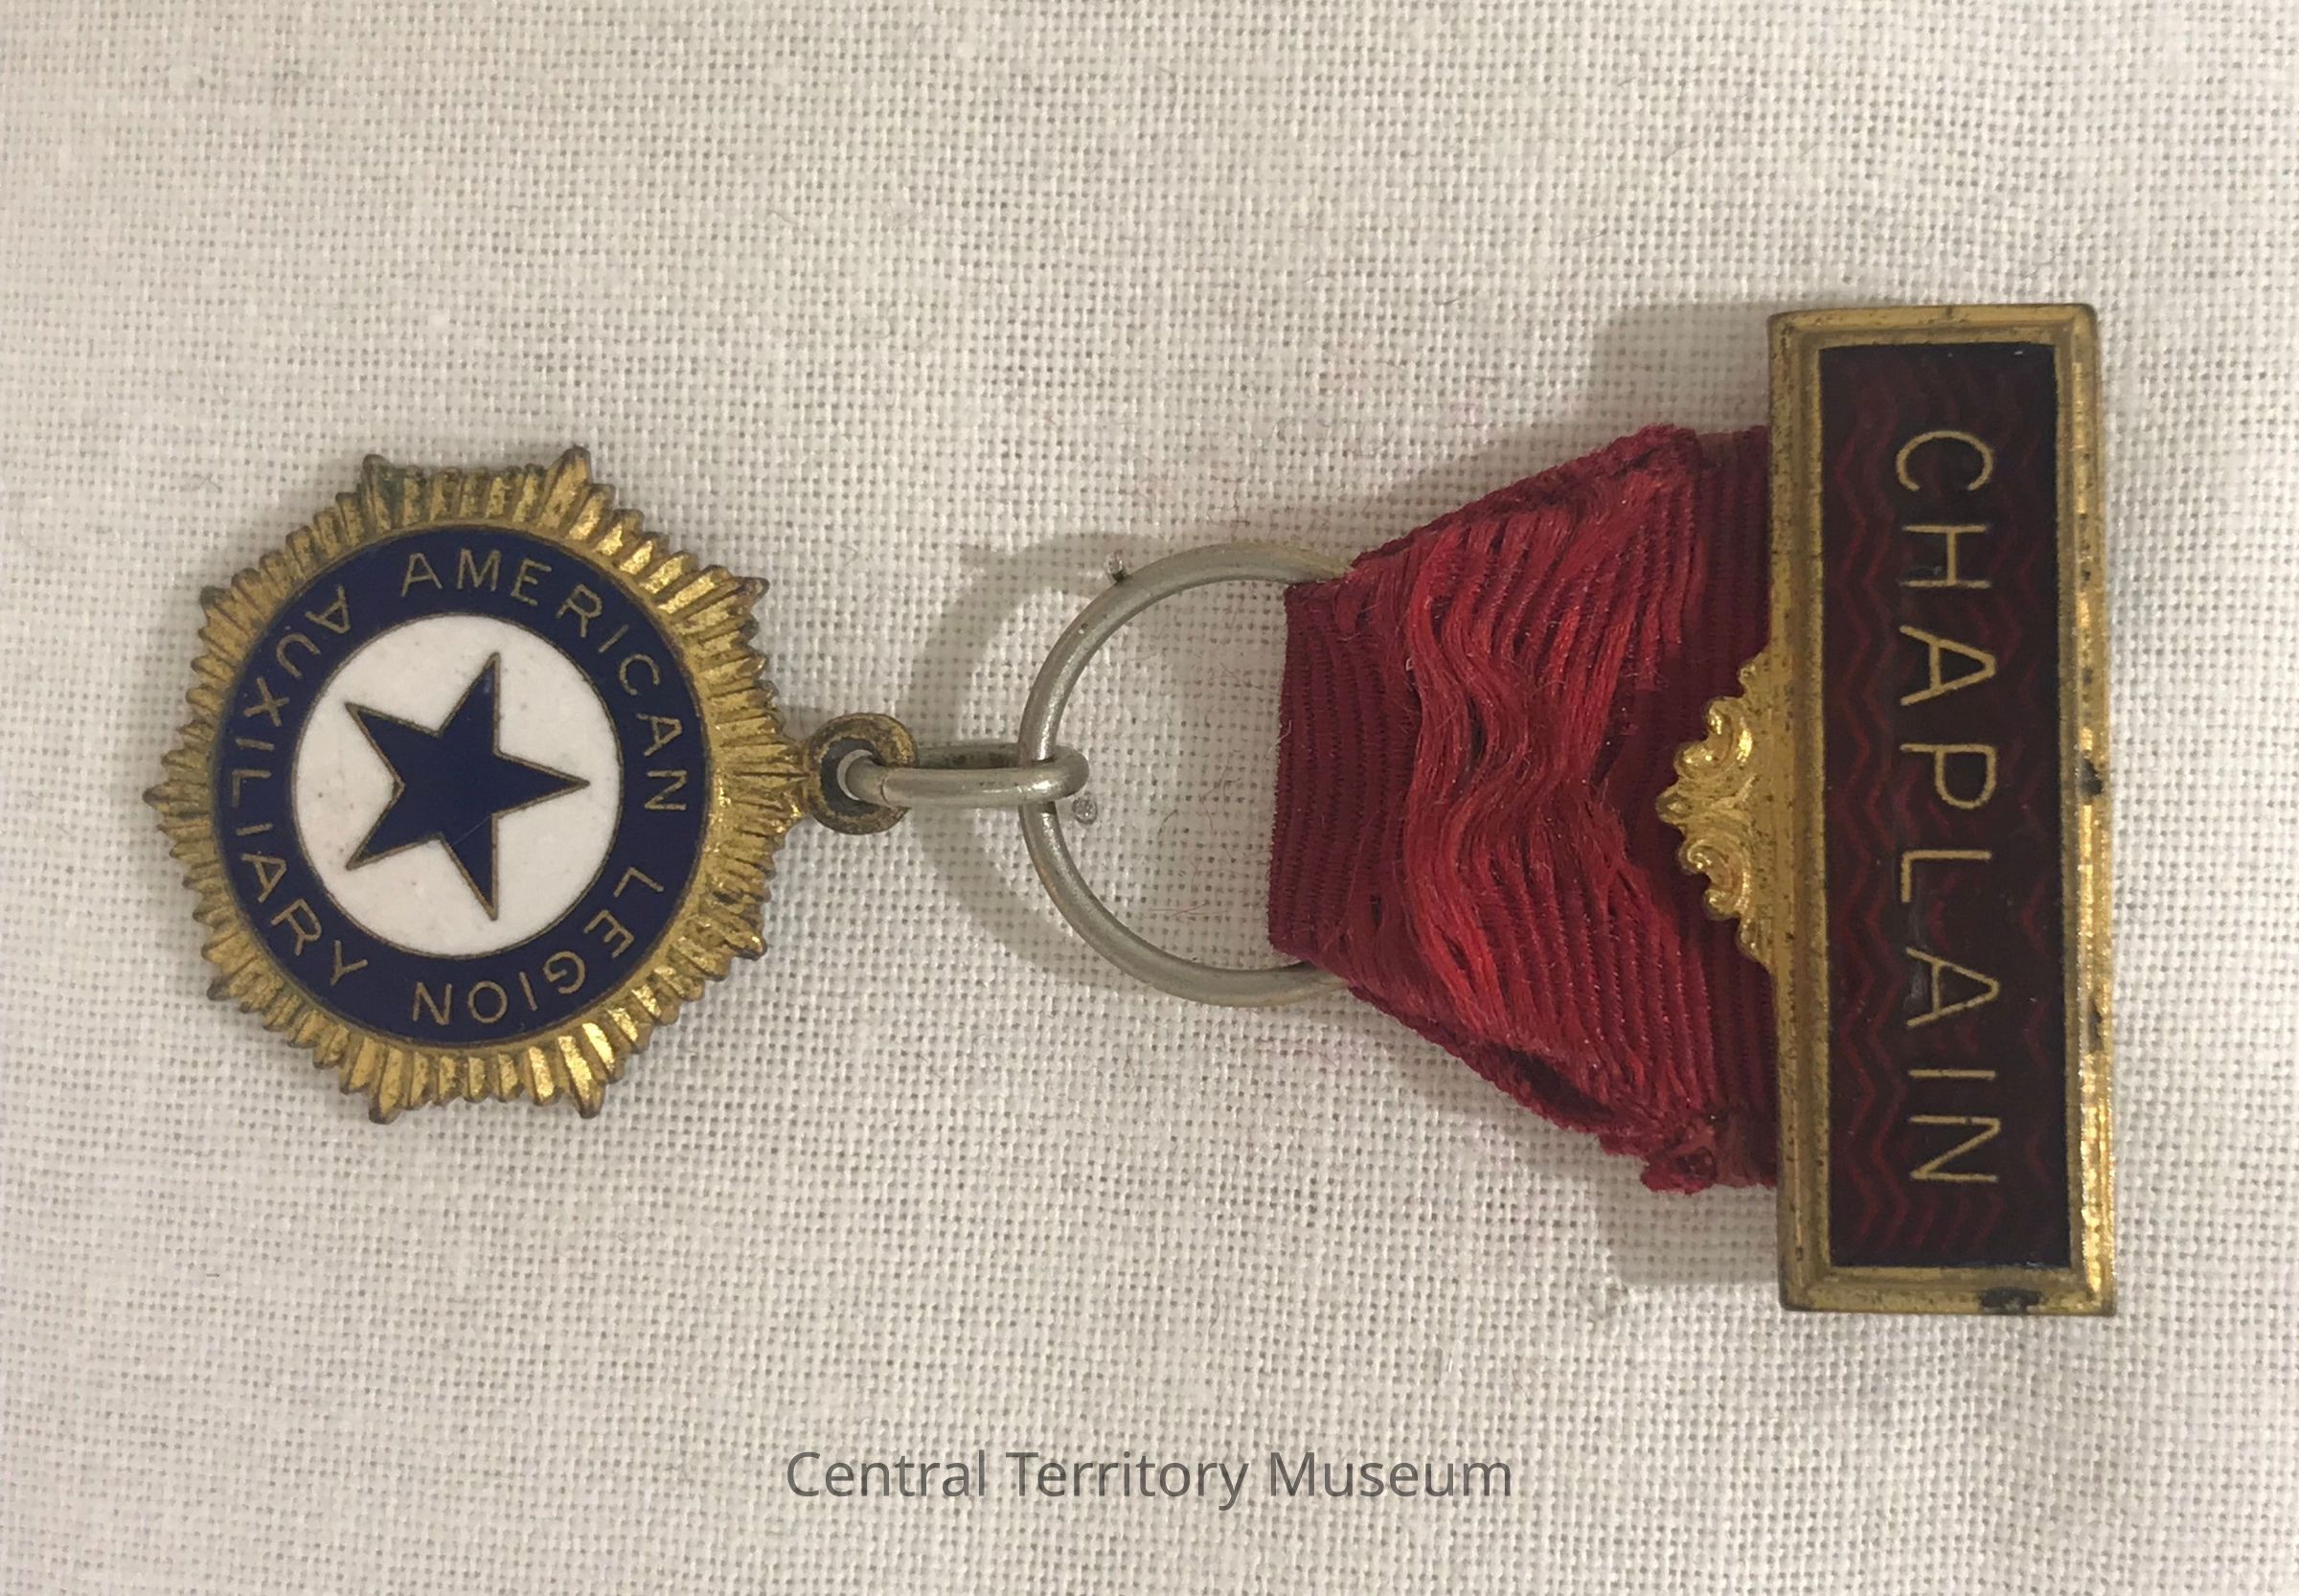 AMERICAN LEGION
AUXILIARY
CHAPLAIN
Central Territory Museum